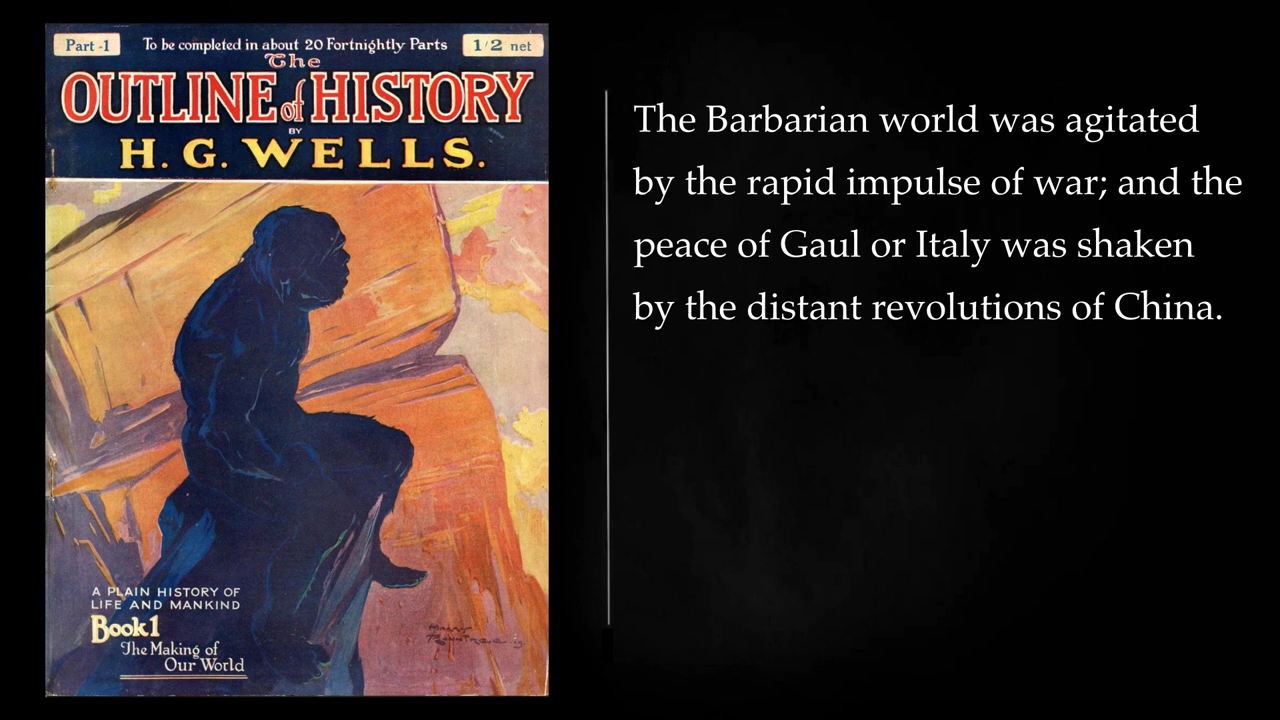 Part -1
To be completed in about 20 Fortnightly Parts
1/2 net
The
OUTLINE of HISTORY
BY
H. G. WELLS.
A PLAIN HISTORY OF
LIFE AND MANKIND
Book 1
The Making of
Our World
The Barbarian world was agitated
by the rapid impulse of war; and the
peace of Gaul or Italy was shaken
by the distant revolutions of China.